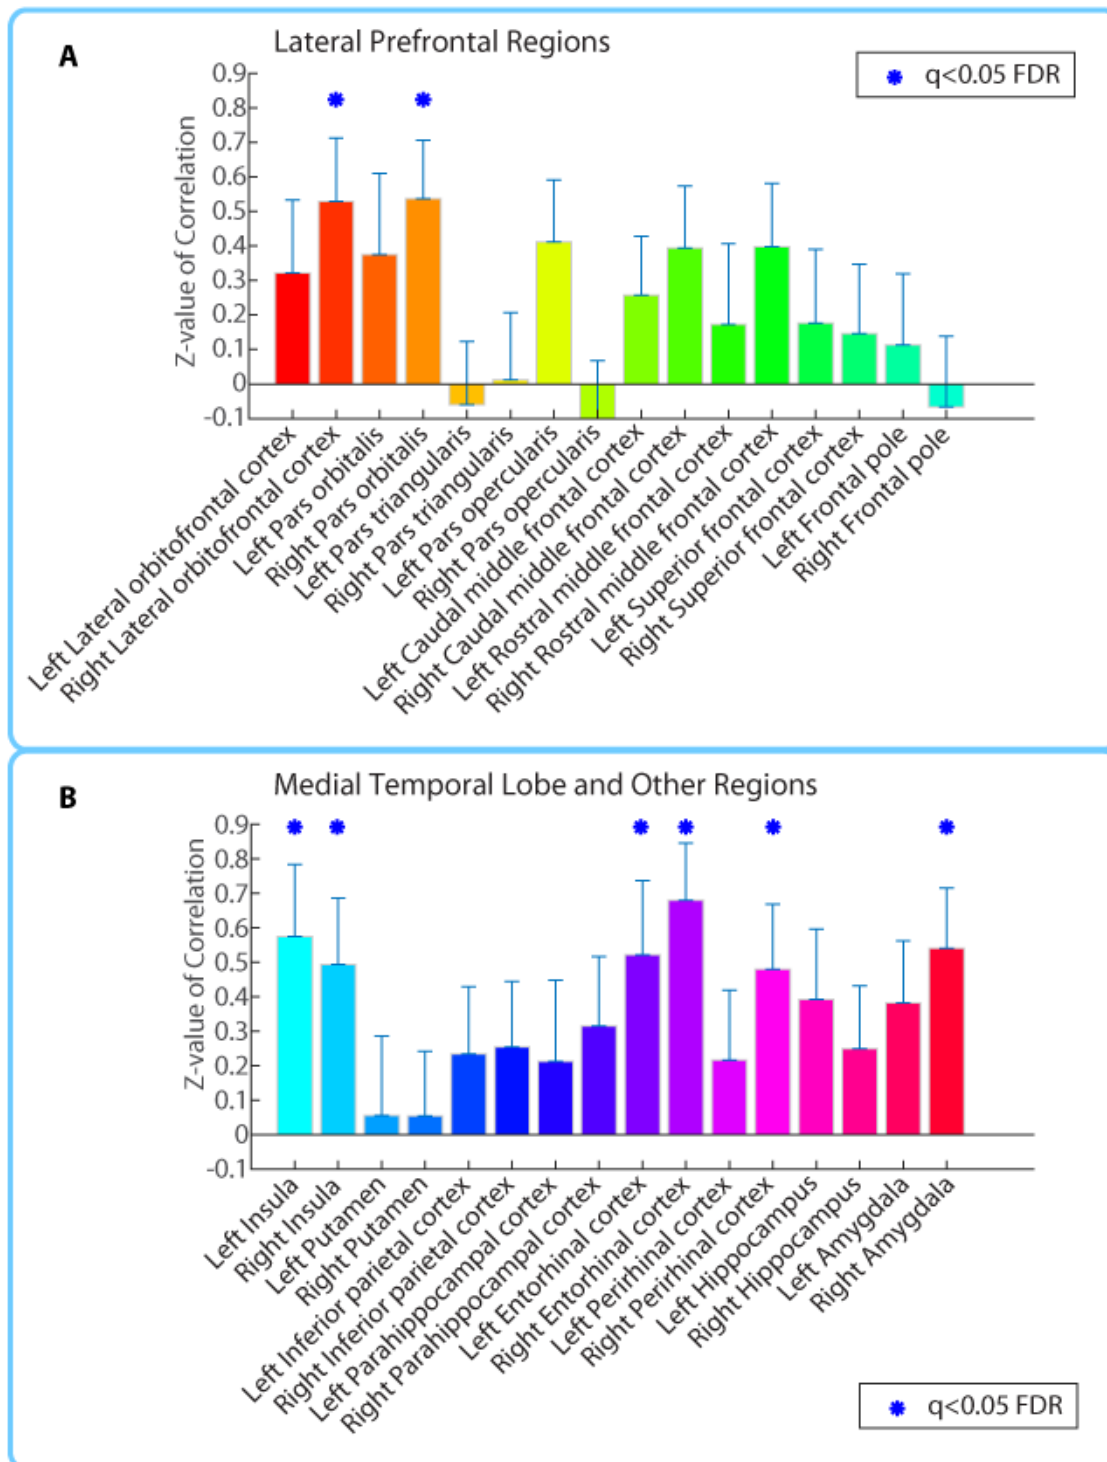 A
Lateral Prefrontal Regions
q<0.05 FDR
Z-value of Correlation
0.9
0.8
0.7
0.6
0.5
0.4
0.3
0.2
0.1
0
-0.1
Left Lateral orbitofrontal cortex
Right Lateral orbitofrontal cortex
Left Pars orbitalis
Right Pars orbitalis
Left Pars triangularis
Right Pars triangularis
Left Pars opercularis
Right Pars opercularis
Left Caudal middle frontal cortex
Right Caudal middle frontal cortex
Left Rostral middle frontal cortex
Right Rostral middle frontal cortex
Left Superior frontal cortex
Right Superior frontal cortex
Left Frontal pole
Right Frontal pole
B
Medial Temporal Lobe and Other Regions
Z-value of Correlation
0.9
0.8
0.7
0.6
0.5
0.4
0.3
0.2
0.1
0
-0.1
Left Insula
Right Insula
Left Putamen
Right Putamen
Left Inferior parietal cortex
Right Inferior parietal cortex
Left Parahippocampal cortex
Right Parahippocampal cortex
Left Entorhinal cortex
Right Entorhinal cortex
Left Perirhinal cortex
Right Perirhinal cortex
Left Hippocampus
Right Hippocampus
Left Amygdala
Right Amygdala
q<0.05 FDR